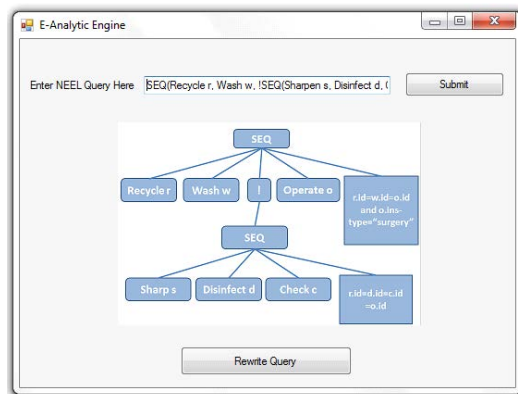 E-Analytic Engine
Enter NEEL Query Here
SEQ(Recycle r, Wash w, !SEQ(Sharpen s, Disinfect d, (
Submit
SEQ
Recycle r
Wash w
!
Operate o
r.id=w.id=o.id
and o.ins-
type="surgery"
SEQ
Sharp s
Disinfect d
Check c
r.id=d.id=c.id
=o.id
Rewrite Query